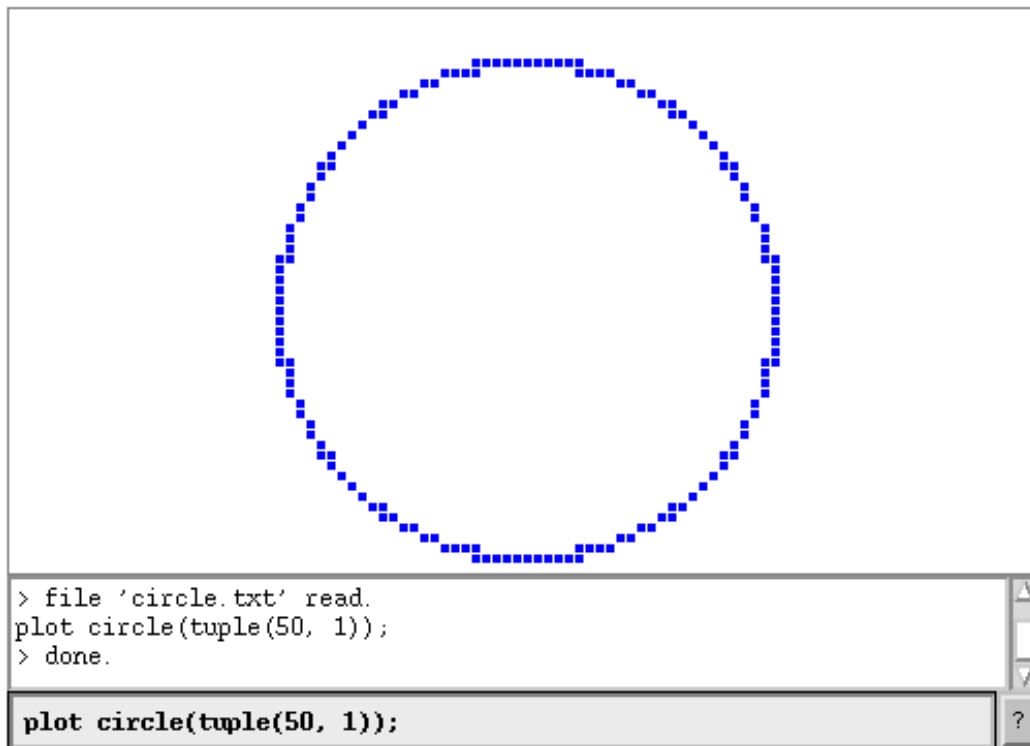 > file 'circle.txt' read.
plot circle(tuple(50, 1));
> done.
plot circle(tuple(50, 1));
?